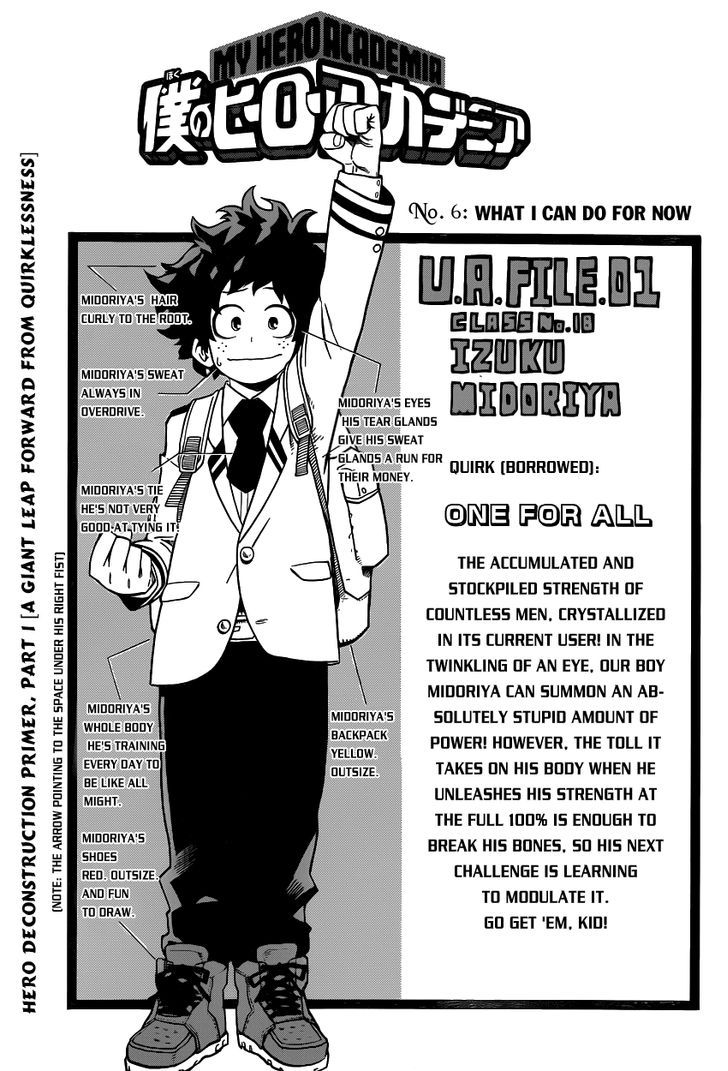 MY HERO ACADEMIA
ぼく
僕のヒーローアカデミア
No. 6: WHAT I CAN DO FOR NOW
HERO DECONSTRUCTION PRIMER, PART 1 [A GIANT LEAP FORWARD FROM QUIRKLESSNESS]
(NOTE: THE ARROW POINTING TO THE SPACE UNDER HIS RIGHT FIST)
MIDORIYA'S HAIR
CURLY TO THE ROOT.
MIDORIYA'S SWEAT
ALWAYS IN
OVERDRIVE.
MIDORIYA'S EYES
HIS TEAR GLANDS
GIVE HIS SWEAT
GLANDS A RUN FOR
THEIR MONEY.
MIDORIYA'S TIE
HE'S NOT VERY
GOOD AT TYING IT.
MIDORIYA'S
WHOLE BODY
HE'S TRAINING
EVERY DAY TO
BE LIKE ALL
MIGHT.
MIDORIYA'S
BACKPACK
YELLOW.
OUTSIZE.
MIDORIYA'S
SHOES
RED. OUTSIZE.
AND FUN
TO DRAW.
U.A.FILE.01
CLASS No.18
IZUKU
MIDORIYA
QUIRK (BORROWED):
ONE FOR ALL
THE ACCUMULATED AND
STOCKPILED STRENGTH OF
COUNTLESS MEN, CRYSTALLIZED
IN ITS CURRENT USER! IN THE
TWINKLING OF AN EYE, OUR BOY
MIDORIYA CAN SUMMON AN AB-
SOLUTELY STUPID AMOUNT OF
POWER! HOWEVER, THE TOLL IT
TAKES ON HIS BODY WHEN HE
UNLEASHES HIS STRENGTH AT
THE FULL 100% IS ENOUGH TO
BREAK HIS BONES, SO HIS NEXT
CHALLENGE IS LEARNING
TO MODULATE IT.
GO GET 'EM, KID!